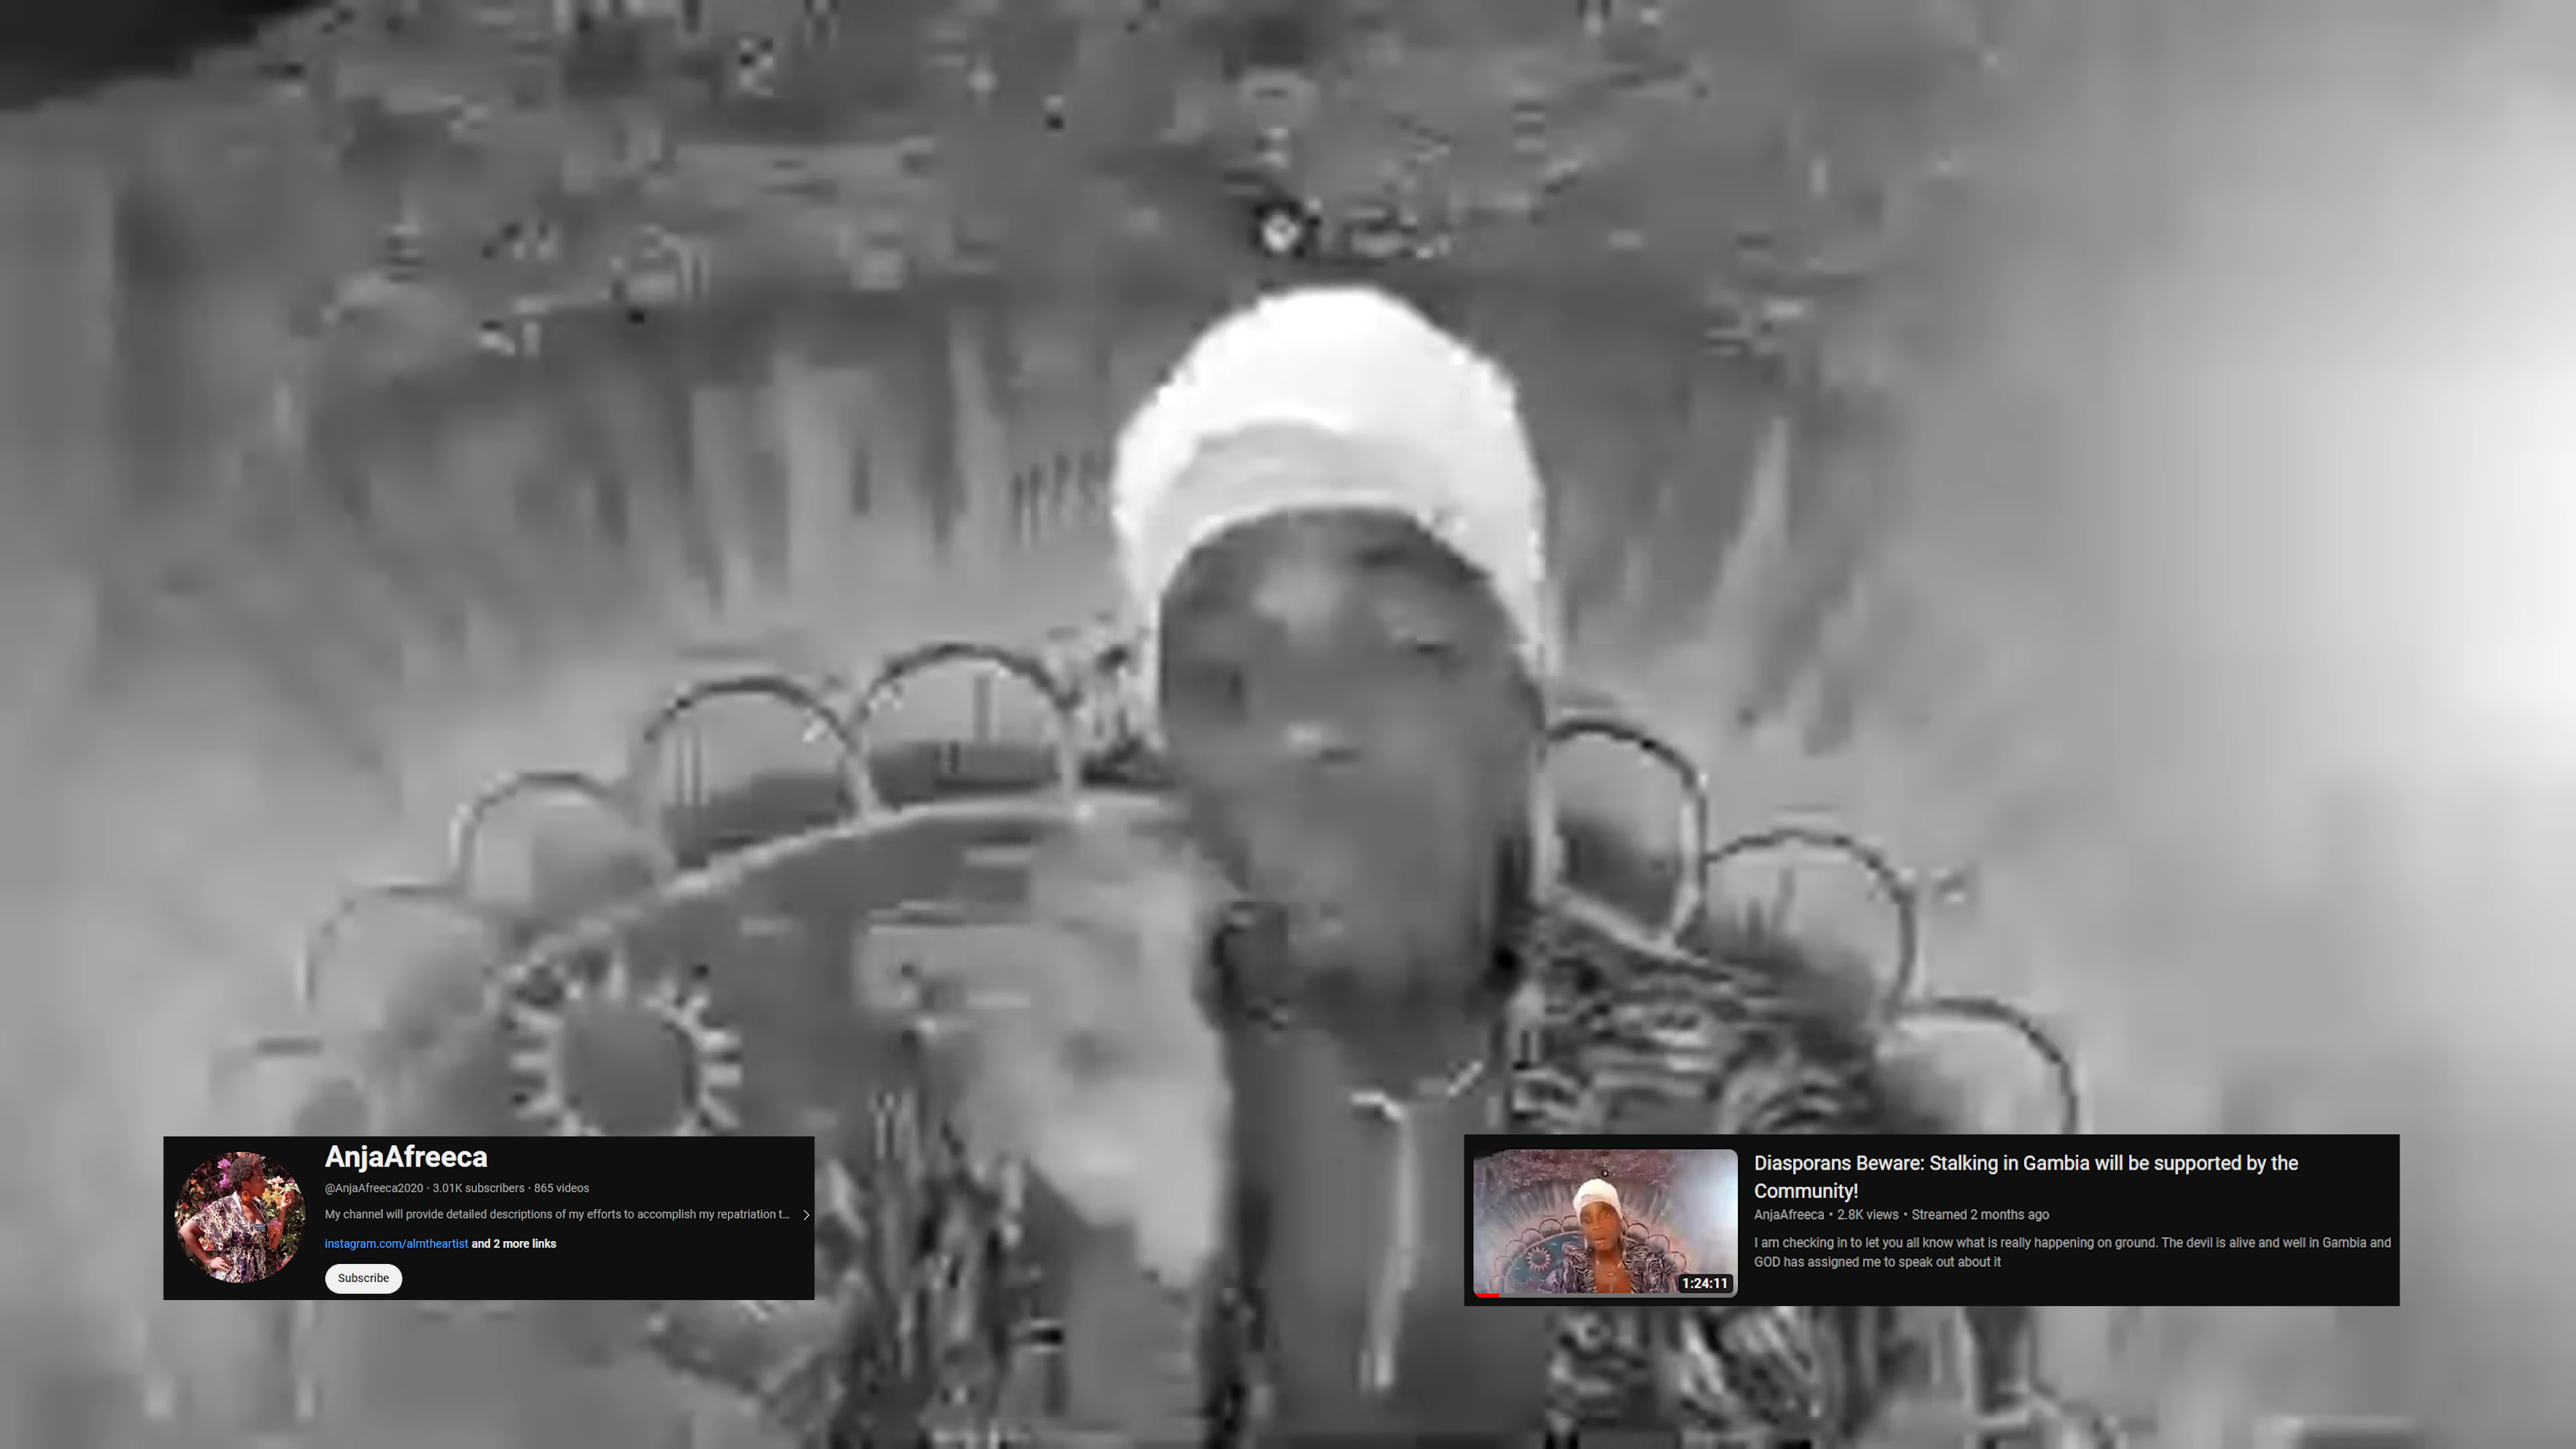 AnjaAfreeca
@AnjaAfreeca2020 · 3.01K subscribers · 865 videos
My channel will provide detailed descriptions of my efforts to accomplish my repatriation t...
instagram.com/almtheartist and 2 more links
Subscribe
Diasporans Beware: Stalking in Gambia will be supported by the
Community!
AnjaAfreeca • 2.8K views • Streamed 2 months ago
I am checking in to let you all know what is really happening on ground. The devil is alive and well in Gambia and
GOD has assigned me to speak out about it
1:24:11